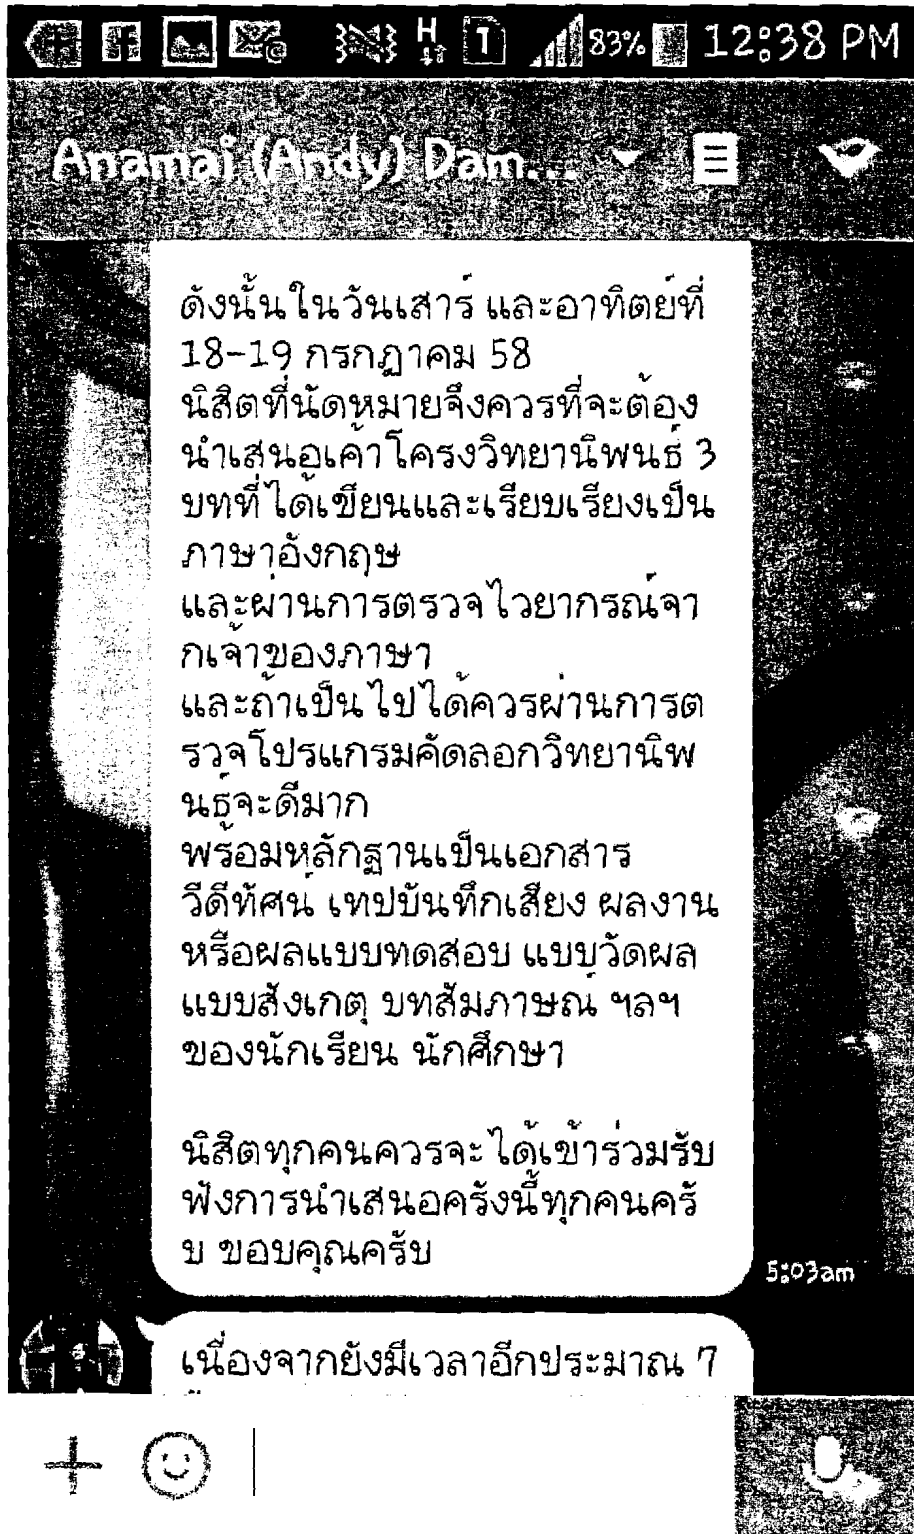 H 1 83% 12:38 PM
Anamai (Andy) Dam...
ดังนั้นในวันเสาร์ และอาทิตย์ที่
18-19 กรกฎาคม 58
นิสิตที่นัดหมายจึงควรที่จะต้อง
นำเสนอเค้าโครงวิทยานิพนธ์ 3
บทที่ได้เขียนและเรียบเรียงเป็น
ภาษาอังกฤษ
และผ่านการตรวจไวยากรณ์จา
กเจ้าของภาษา
และถ้าเป็นไปได้ควรผ่านการต
รวจโปรแกรมคัดลอกวิทยานิพ
นธ์จะดีมาก
พร้อมหลักฐานเป็นเอกสาร
วีดีทัศน์ เทปบันทึกเสียง ผลงาน
หรือผลแบบทดสอบ แบบวัดผล
แบบสังเกตุ บทสัมภาษณ์ ฯลฯ
ของนักเรียน นักศึกษา
นิสิตทุกคนควรจะได้เข้าร่วมรับ
ฟังการนำเสนอครั้งนี้ทุกคนครั
บ ขอบคุณครับ
5:03am
เนื่องจากยังมีเวลาอีกประมาณ 7